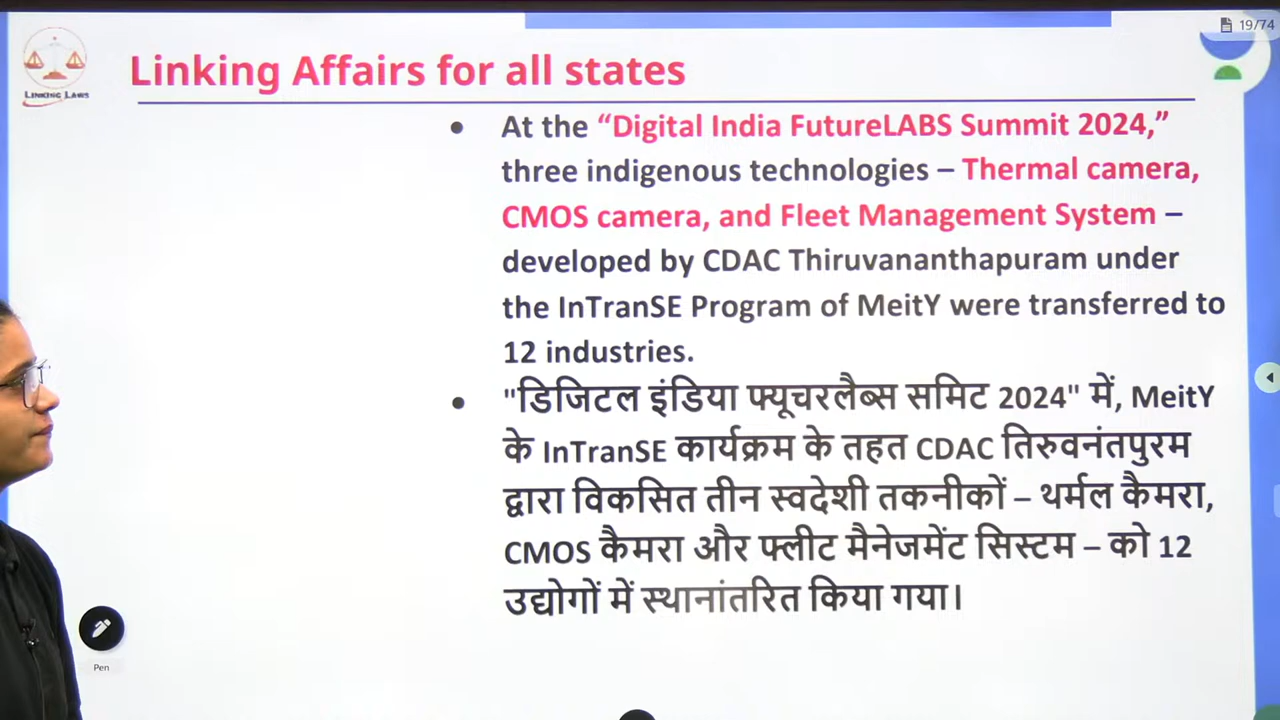 19/74
LINKING LAWS
Linking Affairs for all states
• At the “Digital India FutureLABS Summit 2024,”
three indigenous technologies – Thermal camera,
CMOS camera, and Fleet Management System –
developed by CDAC Thiruvananthapuram under
the InTranSE Program of MeitY were transferred to
12 industries.
• "डिजिटल इंडिया फ्यूचरलैब्स समिट 2024" में, MeitY
के InTranSE कार्यक्रम के तहत CDAC तिरुवनंतपुरम
द्वारा विकसित तीन स्वदेशी तकनीकों – थर्मल कैमरा,
CMOS कैमरा और फ्लीट मैनेजमेंट सिस्टम – को 12
उद्योगों में स्थानांतरित किया गया।
Pen